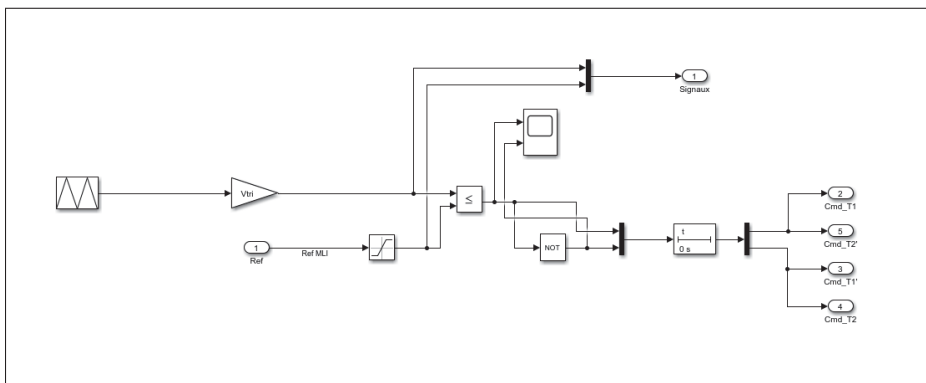 1
Signaux
Vtri
≤
1
Ref
Ref MLI
NOT
t
0 s
2
Cmd_T1
5
Cmd_T2'
3
Cmd_T1'
4
Cmd_T2